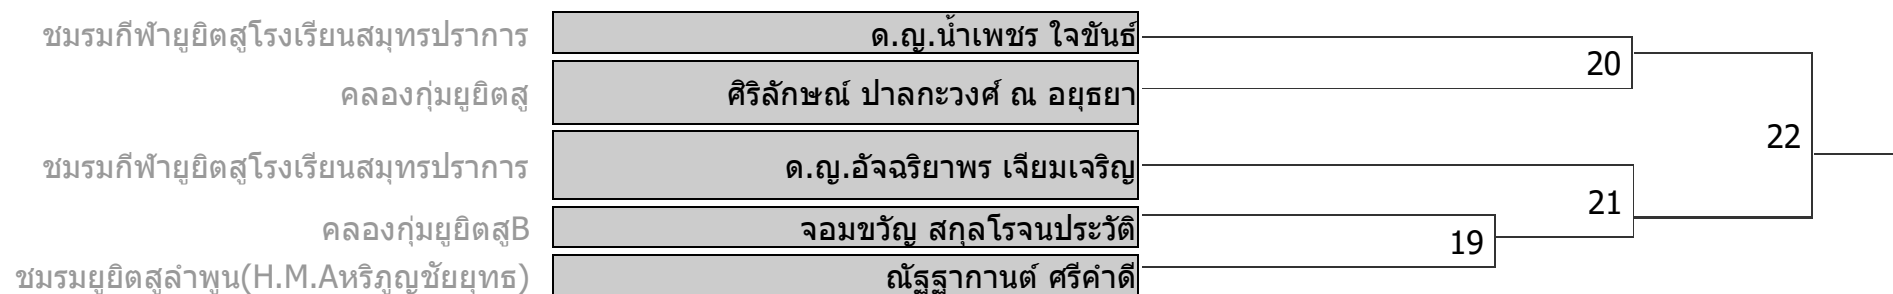 ชมรมกีฬายูยิตสูโรงเรียนสมุทรปราการ ด.ญ.น้ำเพชร ใจขันธ์
20
คลองกุ่มยูยิตสู ศิริลักษณ์ ปาลกะวงศ์ ณ อยุธยา
22
ชมรมกีฬายูยิตสูโรงเรียนสมุทรปราการ ด.ญ.อัจฉริยาพร เจียมเจริญ
21
คลองกุ่มยูยิตสูB จอมขวัญ สกุลโรจนประวัติ
19
ชมรมยูยิตสูลำพูน(H.M.Aหริภูญชัยยุทธ) ณัฐฐากานต์ ศรีคำดี